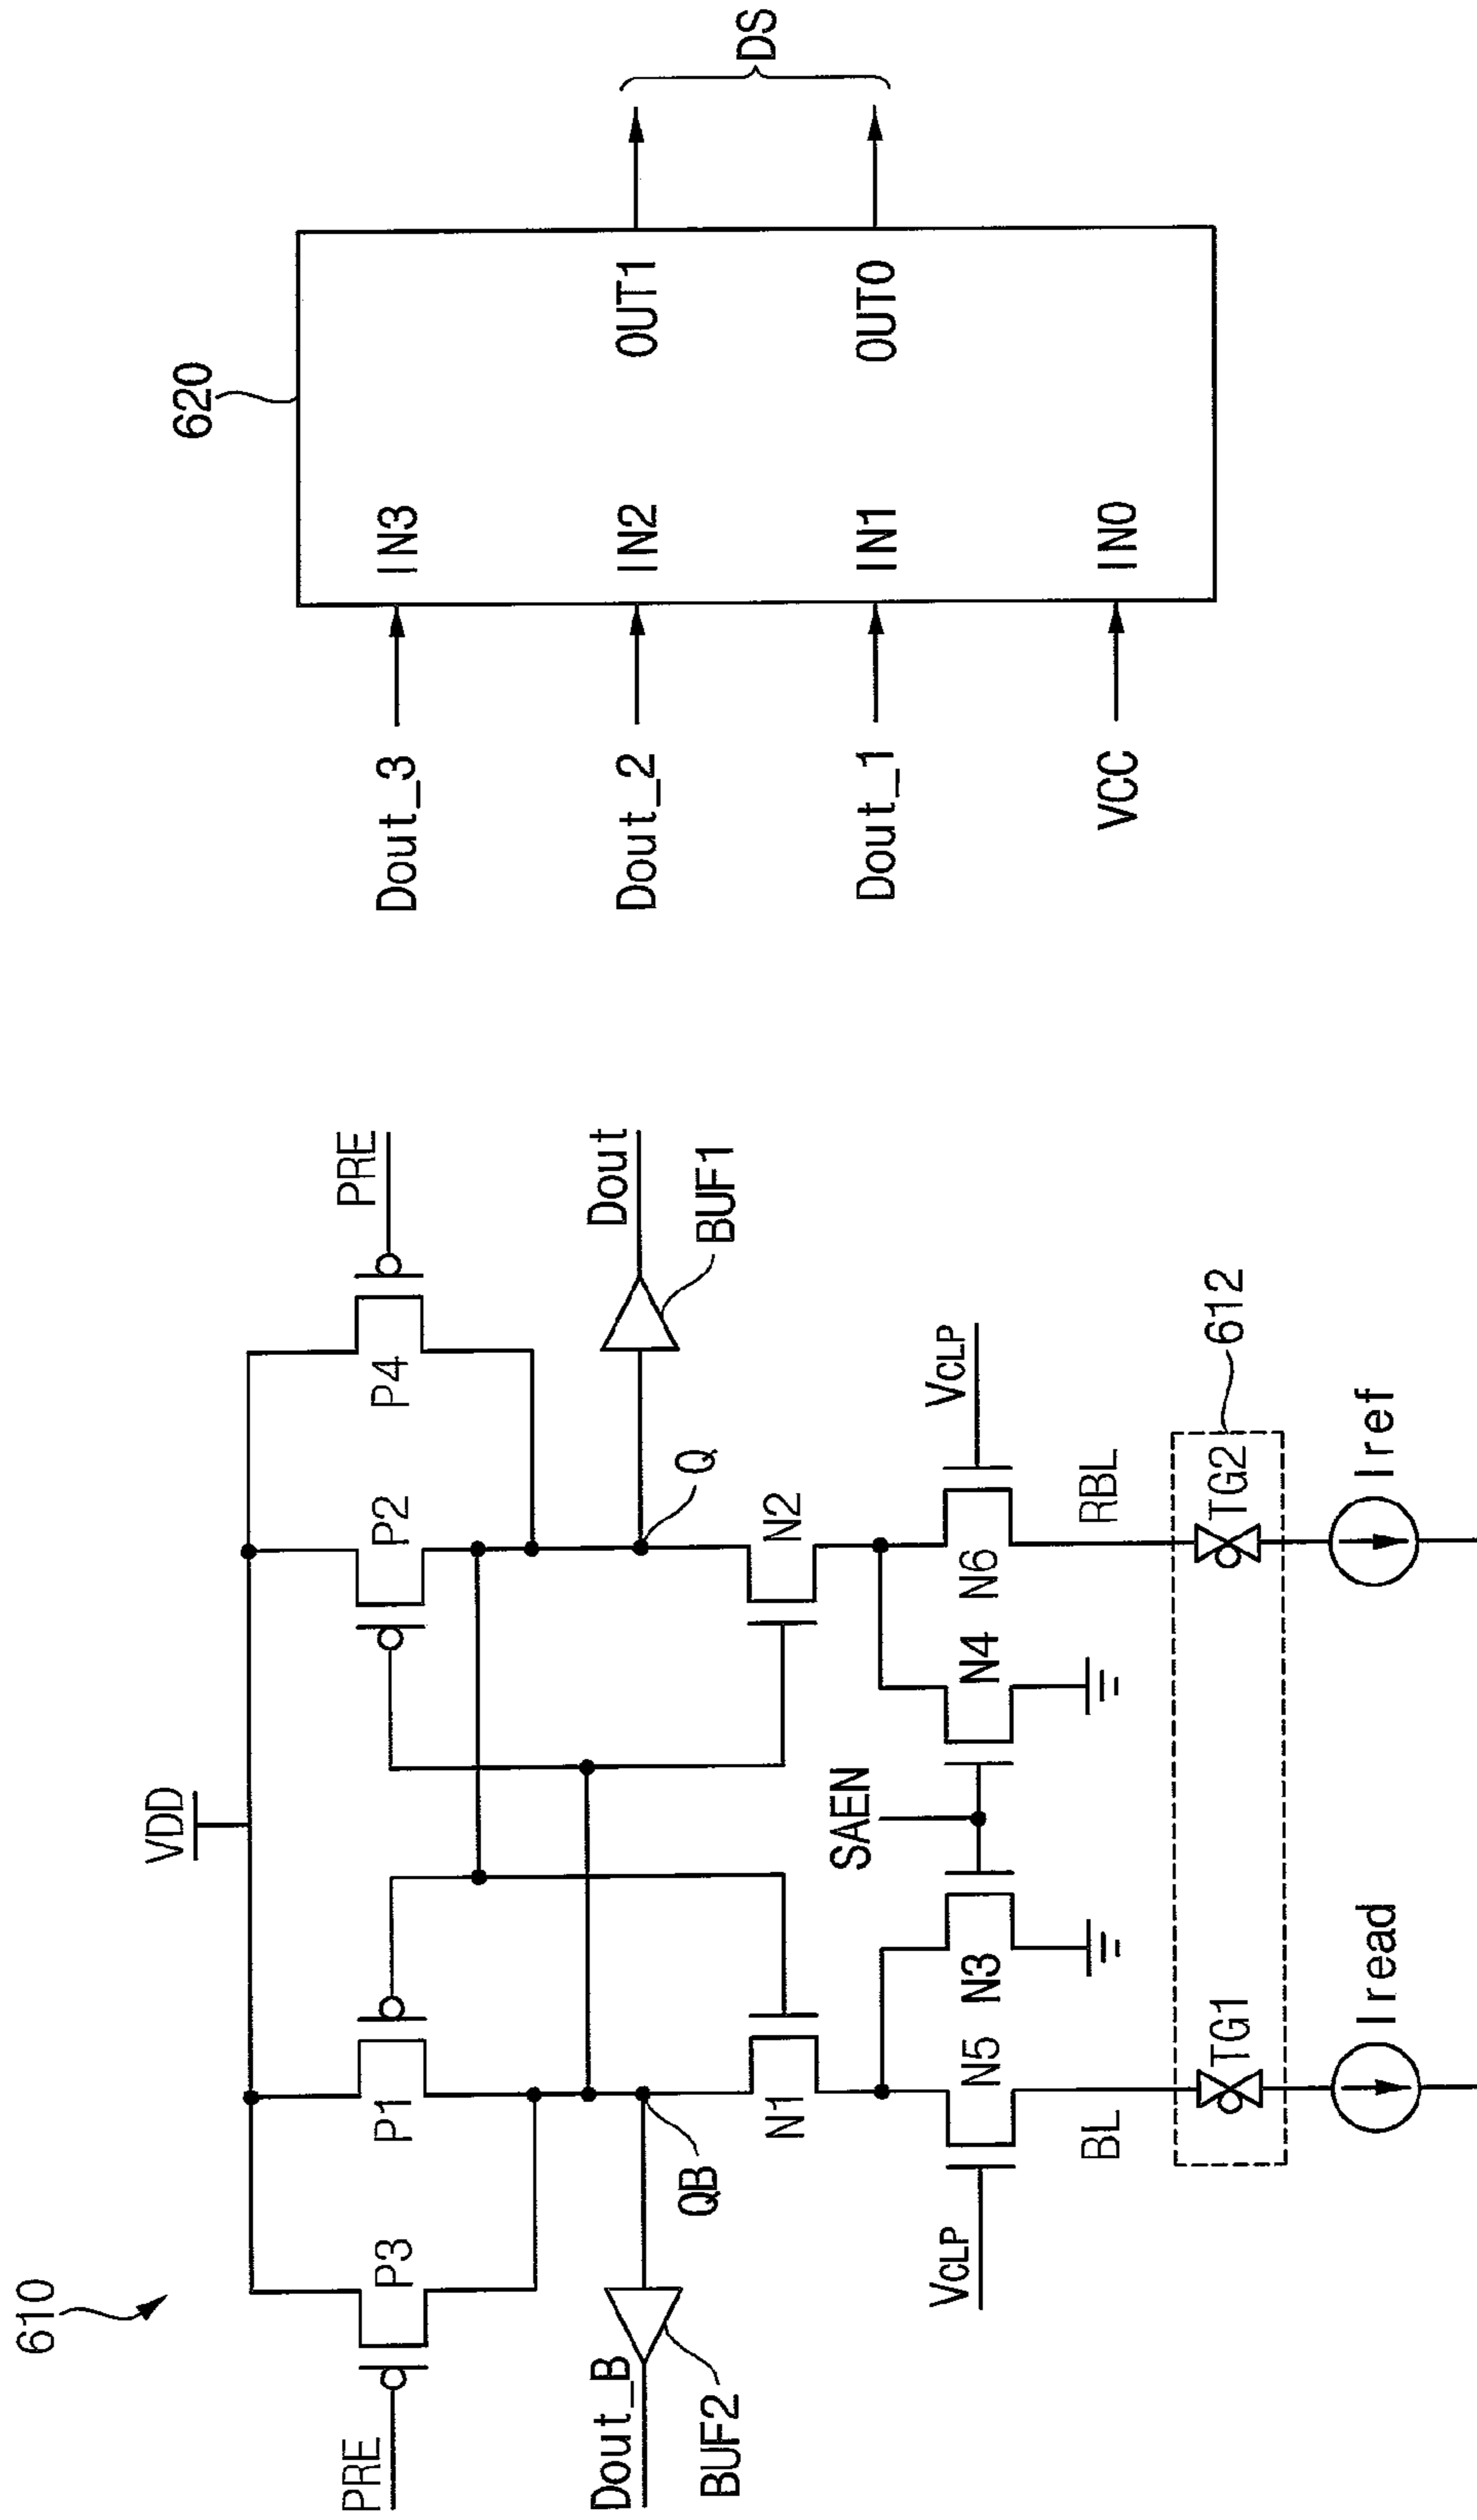 610
VDD
PRE
P3
P1
P2
P4
PRE
Dout_B
BUF2
QB
Q
Dout
BUF1
N1
N2
SAEN
VCLP
N5
N3
N4
N6
VCLP
BL
RBL
TG1
TG2
612
Iread
Iref
620
Dout_3
IN3
Dout_2
IN2
OUT1
Dout_1
IN1
OUT0
VCC
IN0
DS